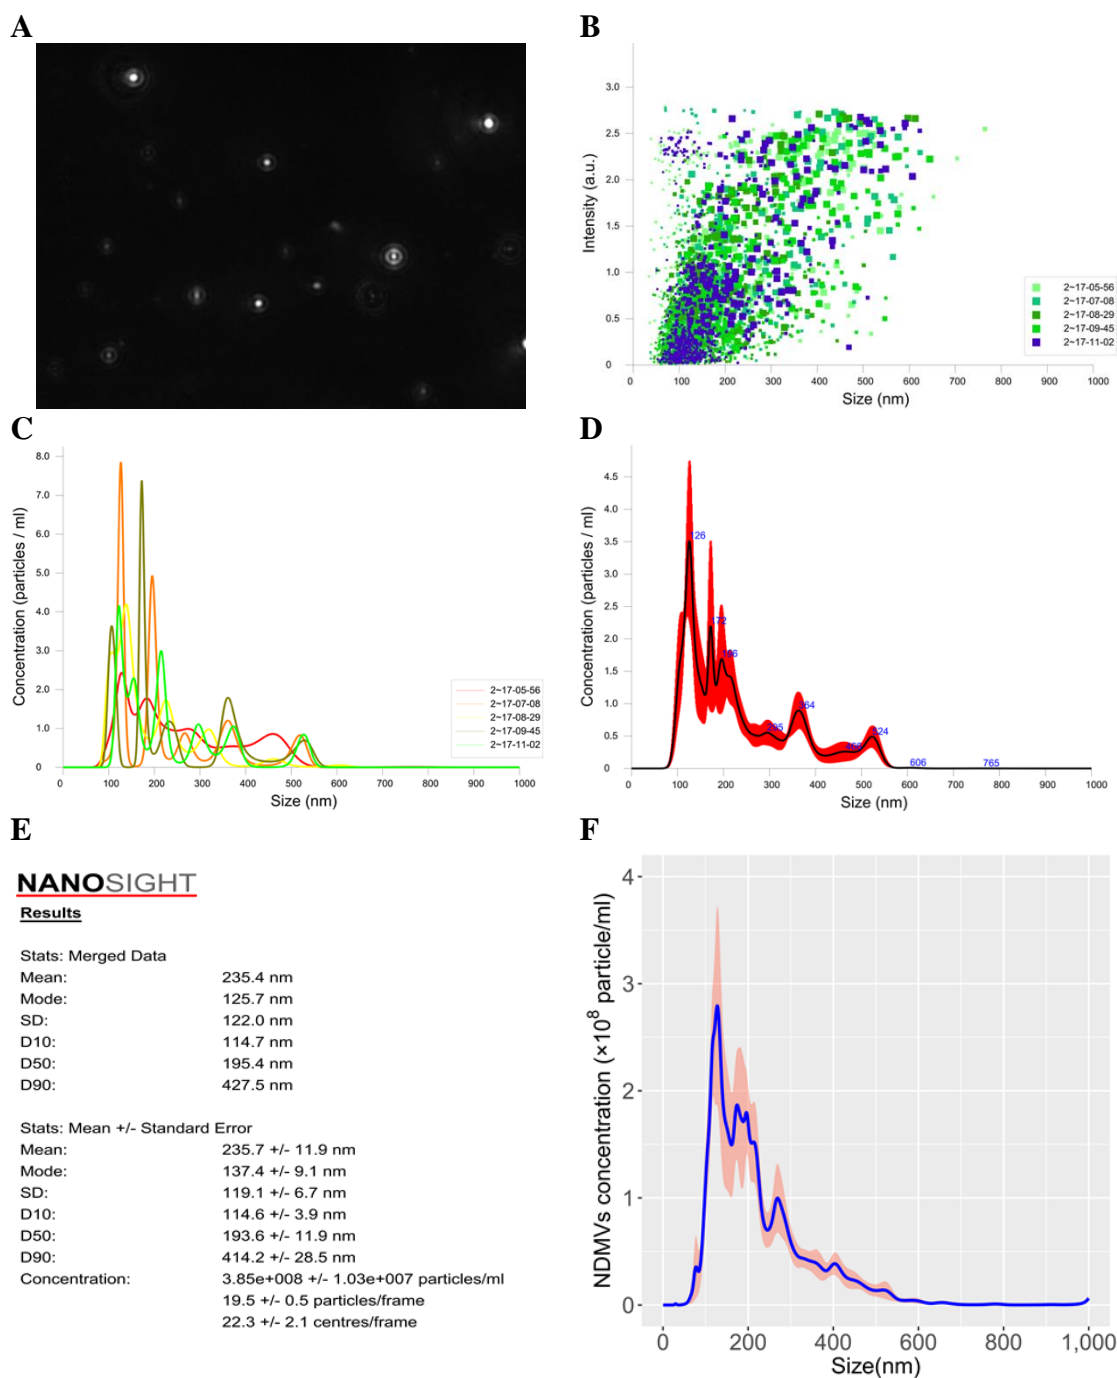 A
B
Intensity (a.u.)
3.0
2.5
2.0
1.5
1.0
0.5
0
2~17-05-56
2~17-07-08
2~17-08-29
2~17-09-45
2~17-11-02
0 100 200 300 400 500 600 700 800 900 1000
Size (nm)
C
Concentration (particles / ml)
8.0
7.0
6.0
5.0
4.0
3.0
2.0
1.0
0
2~17-05-56
2~17-07-08
2~17-08-29
2~17-09-45
2~17-11-02
0 100 200 300 400 500 600 700 800 900 1000
Size (nm)
D
Concentration (particles / ml)
4.5
4.0
3.5
3.0
2.5
2.0
1.5
1.0
0.5
0
126
172
196
295
364
524
606
765
0 100 200 300 400 500 600 700 800 900 1000
Size (nm)
E
NANOSIGHT
Results
Stats: Merged Data
Mean: 235.4 nm
Mode: 125.7 nm
SD: 122.0 nm
D10: 114.7 nm
D50: 195.4 nm
D90: 427.5 nm
Stats: Mean +/- Standard Error
Mean: 235.7 +/- 11.9 nm
Mode: 137.4 +/- 9.1 nm
SD: 119.1 +/- 6.7 nm
D10: 114.6 +/- 3.9 nm
D50: 193.6 +/- 11.9 nm
D90: 414.2 +/- 28.5 nm
Concentration: 3.85e+008 +/- 1.03e+007 particles/ml
19.5 +/- 0.5 particles/frame
22.3 +/- 2.1 centres/frame
F
NDMVs concentration (×10⁸ particle/ml)
4
3
2
1
0
0 200 400 600 800 1,000
Size(nm)